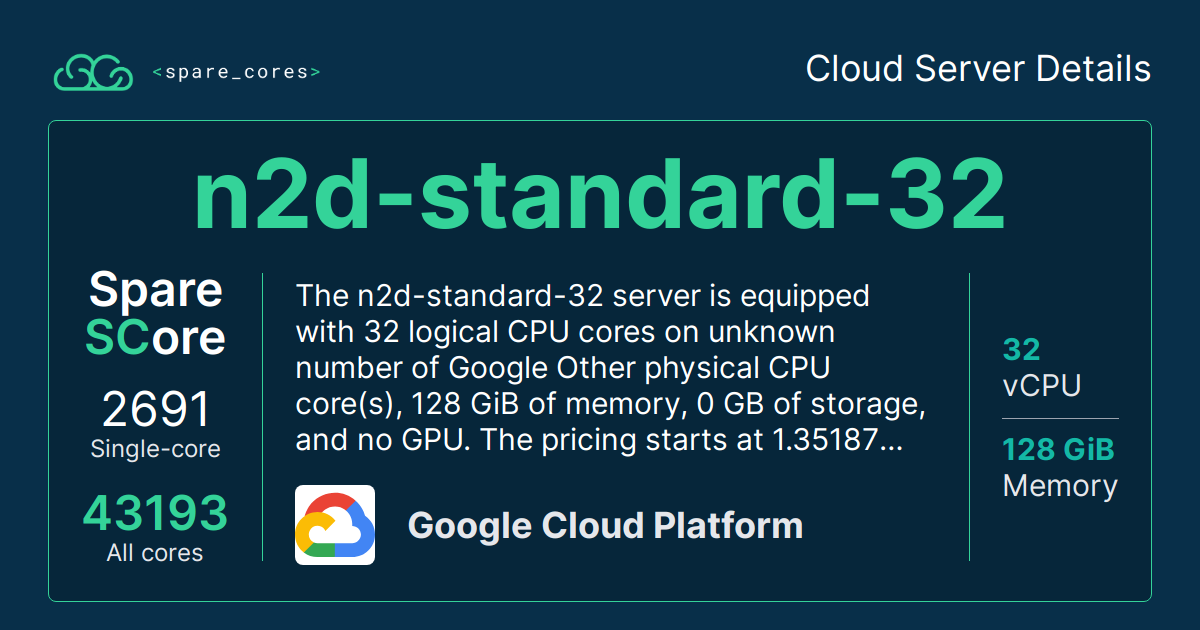 <spare_cores>
Cloud Server Details
n2d-standard-32
Spare
SCore
2691
Single-core
43193
All cores
The n2d-standard-32 server is equipped
with 32 logical CPU cores on unknown
number of Google Other physical CPU
core(s), 128 GiB of memory, 0 GB of storage,
and no GPU. The pricing starts at 1.35187...
Google Cloud Platform
32
vCPU
128 GiB
Memory